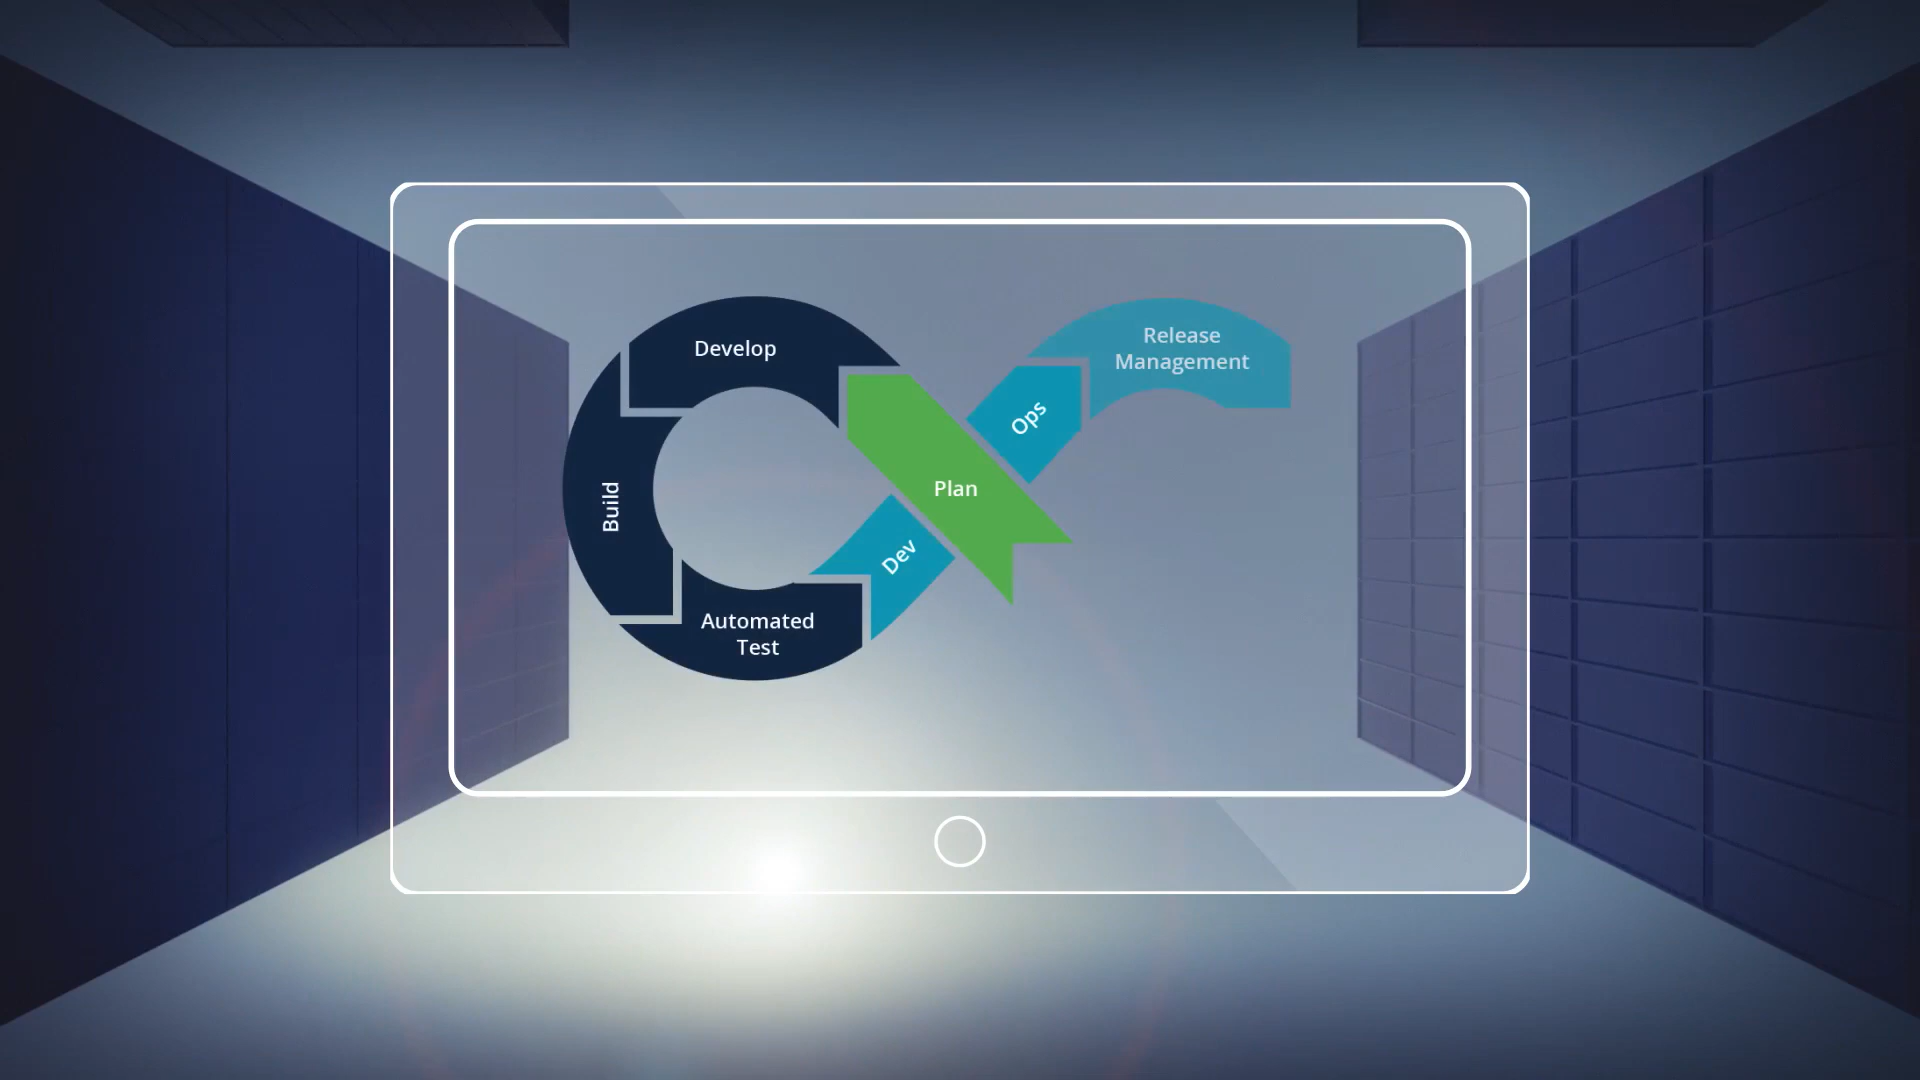 Develop
Build
Automated
Test
Dev
Plan
Ops
Release
Management